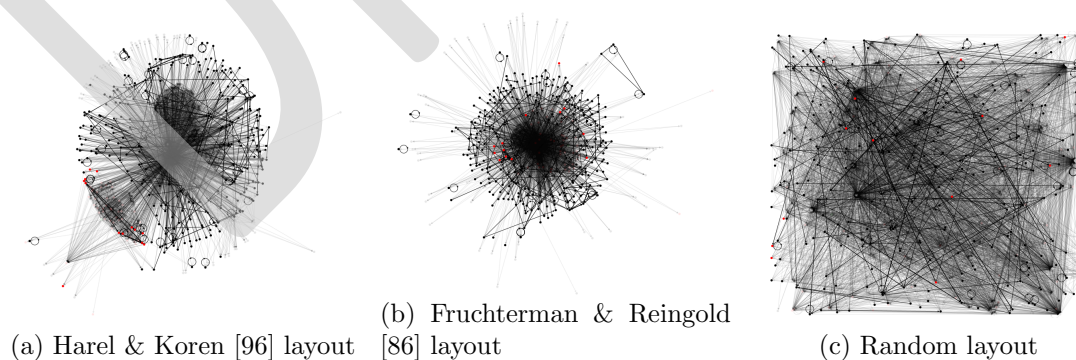 (a) Harel & Koren [96] layout
(b) Fruchterman & Reingold
[86] layout
(c) Random layout